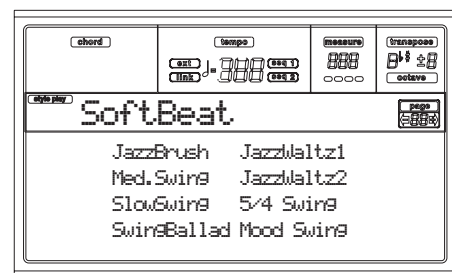 chord tempo measure transpose
ext seq 1
link seq 2
octave
style play SoftBeat page
JazzBrush JazzWaltz1
Med.Swing JazzWaltz2
SlowSwing 5/4 Swing
SwingBallad Mood Swing